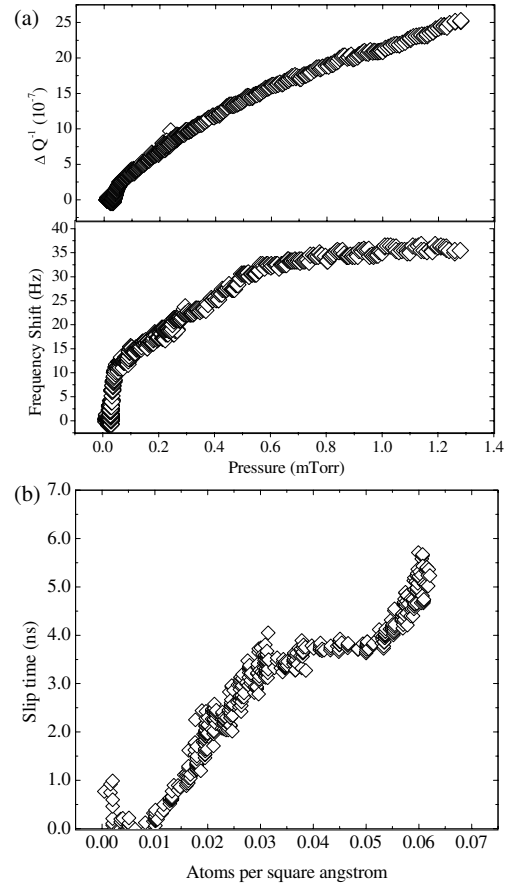 (a)
25
20
15
10
5
0
Δ Q⁻¹ (10⁻⁷)
40
35
30
25
20
15
10
5
0
Frequency Shift (Hz)
0.0 0.2 0.4 0.6 0.8 1.0 1.2 1.4
Pressure (mTorr)
(b)
7.0
6.0
5.0
4.0
3.0
2.0
1.0
0.0
Slip time (ns)
0.00 0.01 0.02 0.03 0.04 0.05 0.06 0.07
Atoms per square angstrom